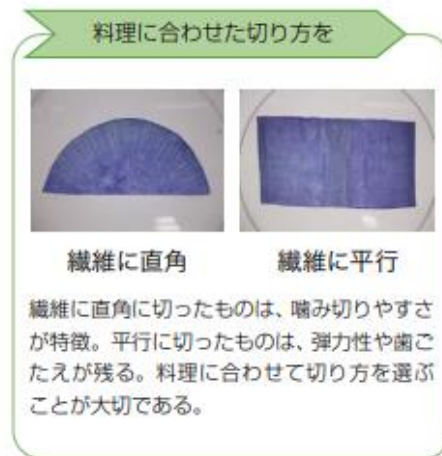 料理に合わせた切り方を
繊維に直角
繊維に平行
繊維に直角に切ったものは、噛み切りやすさ
が特徴。平行に切ったものは、弾力性や歯ご
たえが残る。料理に合わせて切り方を選ぶ
ことが大切である。